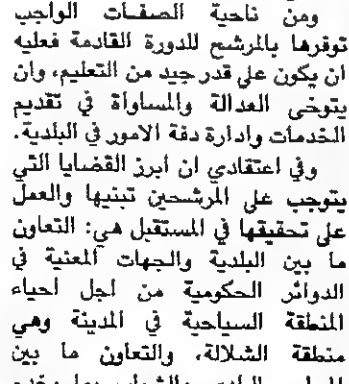 ومن ناحية الصفات الواجب
توفرها بالمرشح للدورة القادمة فعليه
ان يكون على قدر جيد من التعليم، وان
يتوخى العدالة والمساواة في تقديم
الخدمات وادارة دفة الامور في البلدية.
وفي اعتقادي ان ابرز القضايا التي
يتوجب على المرشحين تبنيها والعمل
على تحقيقها في المستقبل هي: التعاون
ما بين البلدية والجهات المعنية في
الدوائر الحكومية من اجل احياء
المنطقة السياحية في المدينة وهي
منطقة الشلالة، والتعاون ما بين